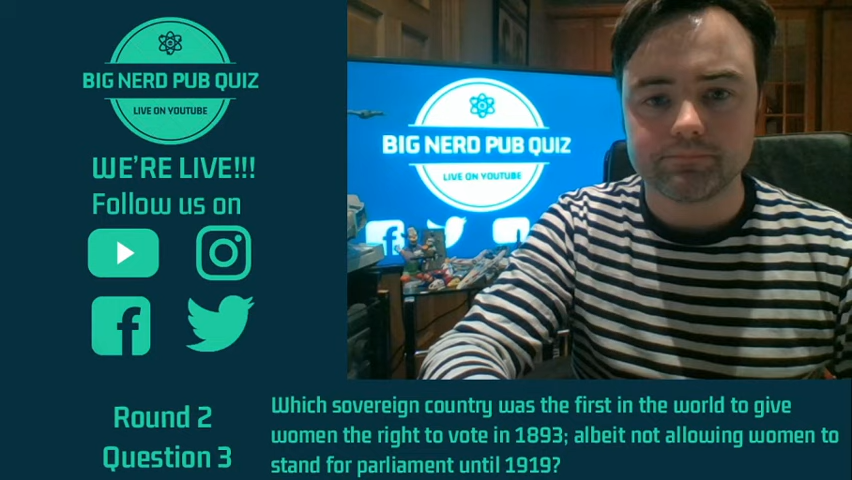 BIG NERD PUB QUIZ
LIVE ON YOUTUBE
WE'RE LIVE!!!
Follow us on
BIG NERD PUB QUIZ
LIVE ON YOUTUBE
Round 2
Question 3
Which sovereign country was the first in the world to give
women the right to vote in 1893; albeit not allowing women to
stand for parliament until 1919?